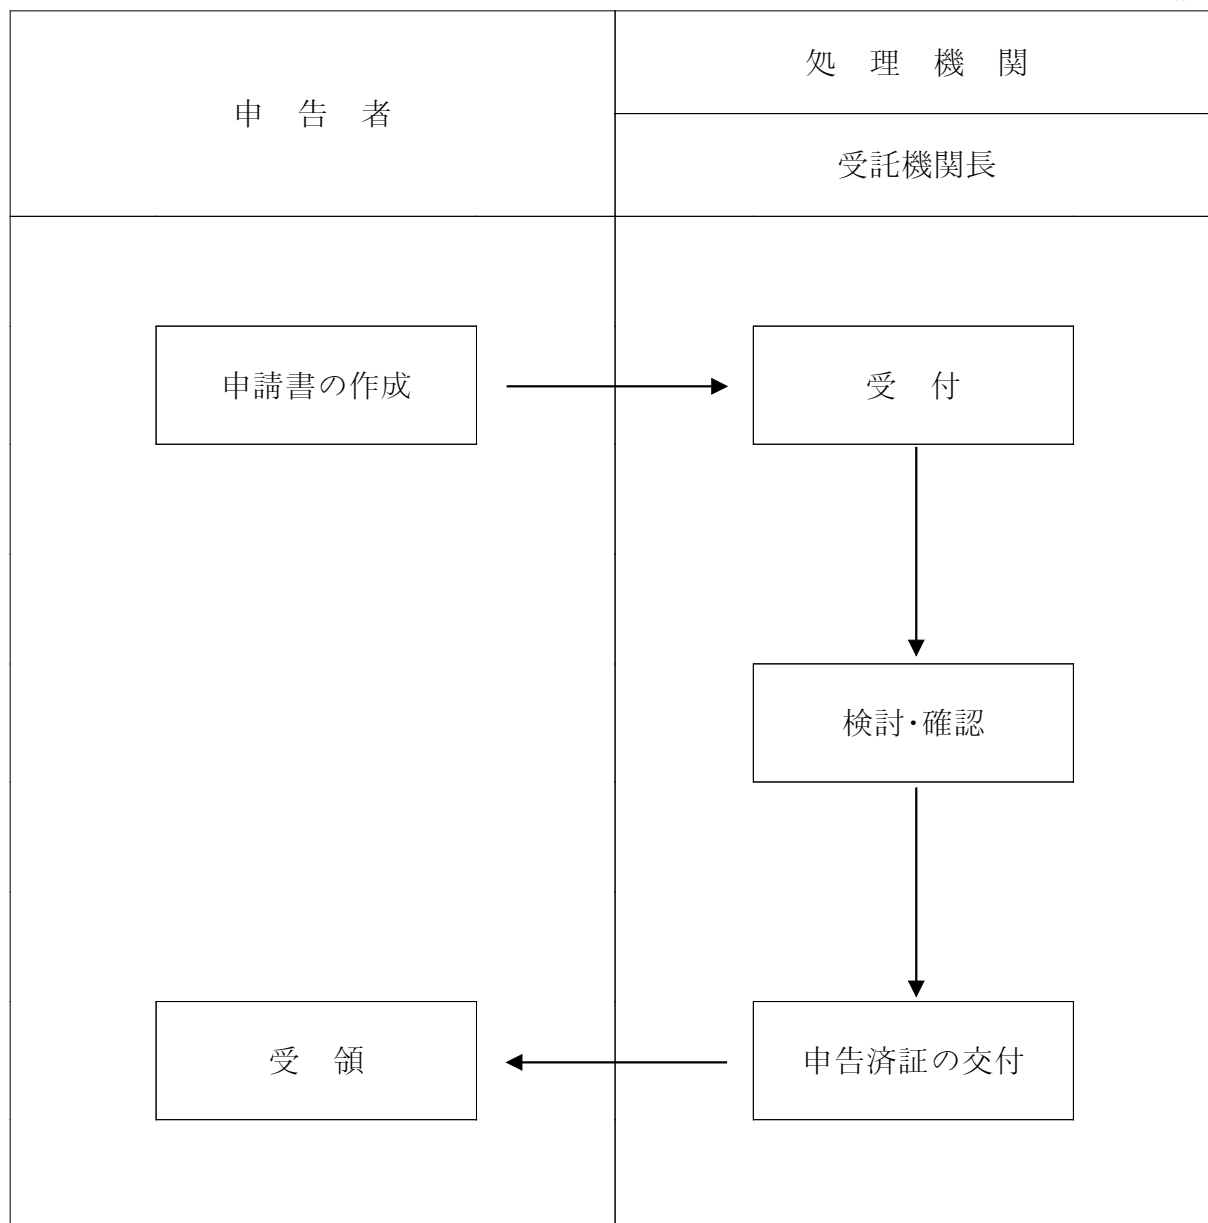 申　告　者
処　理　機　関
受託機関長
申請書の作成
受　付
検討・確認
受　領
申告済証の交付